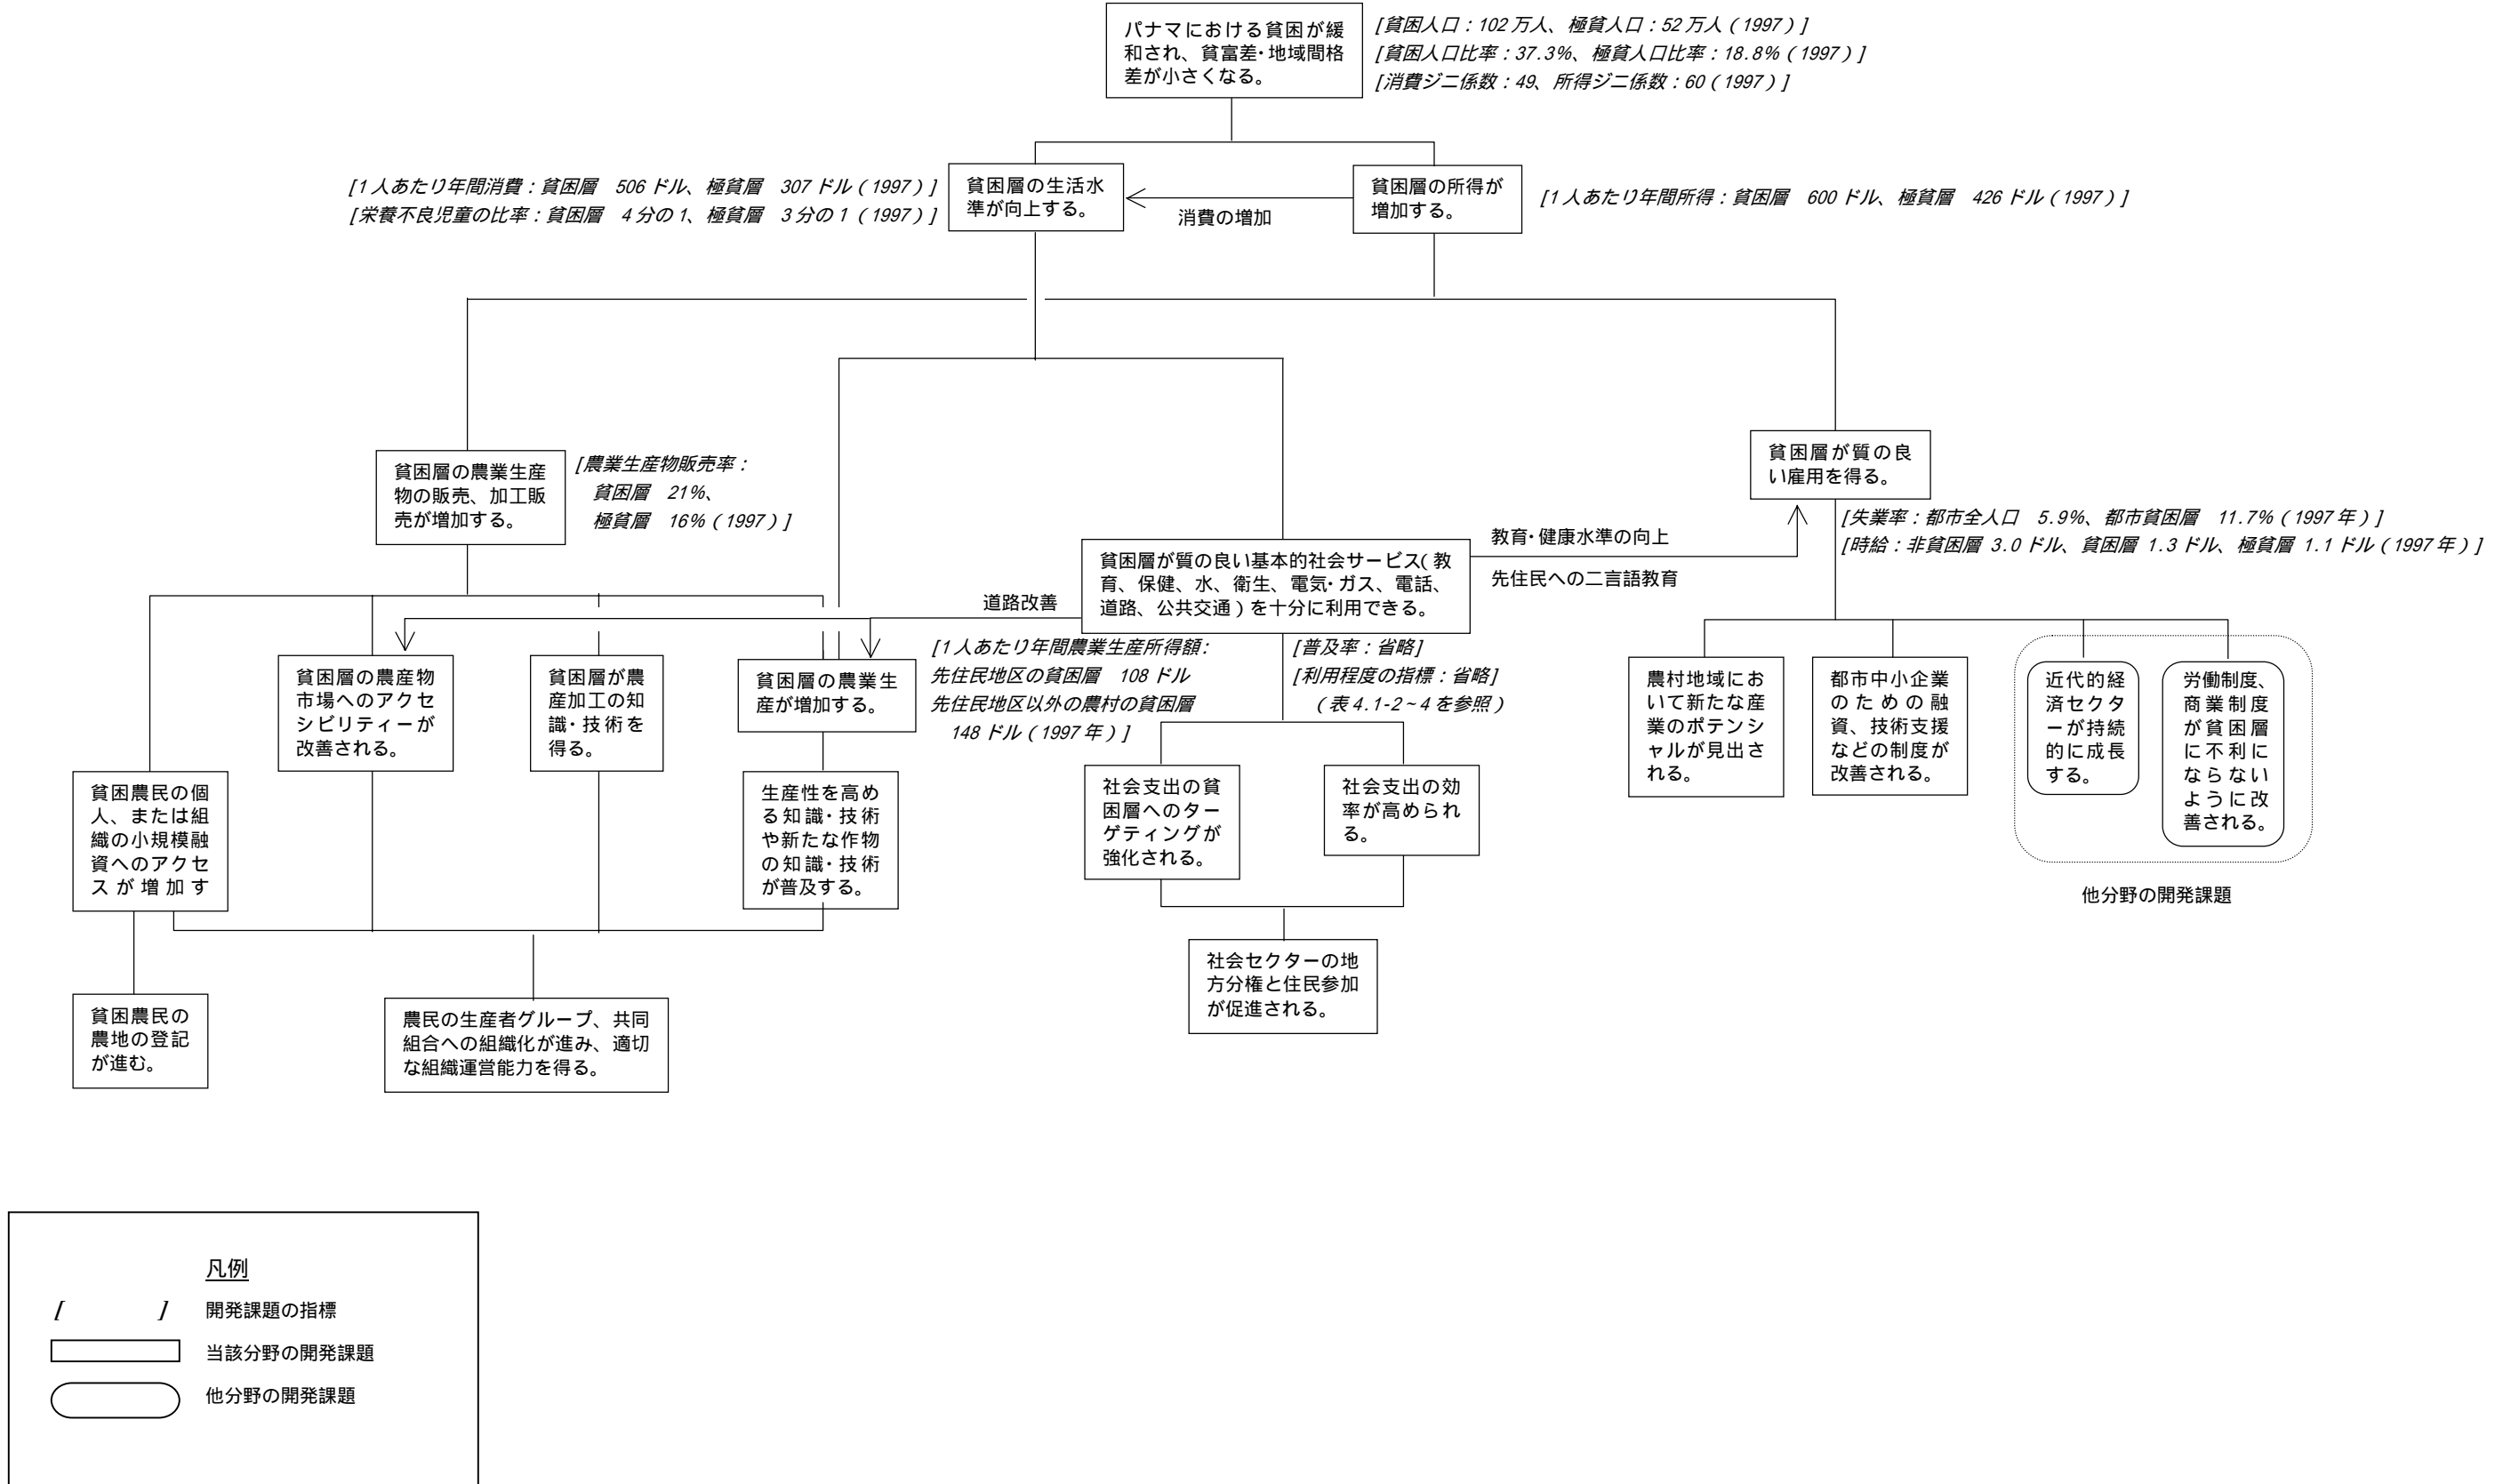 パナマにおける貧困が緩
和され、貧富差・地域間格
差が小さくなる。
[貧困人口：102万人、極貧人口：52万人（1997）]
[貧困人口比率：37.3%、極貧人口比率：18.8%（1997）]
[消費ジニ係数：49、所得ジニ係数：60（1997）]
[1人あたり年間消費：貧困層　506ドル、極貧層　307ドル（1997）]
[栄養不良児童の比率：貧困層　4分の1、極貧層　3分の1（1997）]
貧困層の生活水
準が向上する。
消費の増加
貧困層の所得が
増加する。
[1人あたり年間所得：貧困層　600ドル、極貧層　426ドル（1997）]
貧困層の農業生産
物の販売、加工販
売が増加する。
[農業生産物販売率：
貧困層　21%、
極貧層　16%（1997）]
貧困層が質の良
い雇用を得る。
[失業率：都市全人口　5.9%、都市貧困層　11.7%（1997年）]
[時給：非貧困層 3.0ドル、貧困層 1.3ドル、極貧層 1.1ドル（1997年）]
教育・健康水準の向上
先住民への二言語教育
貧困層が質の良い基本的社会サービス（教
育、保健、水、衛生、電気・ガス、電話、
道路、公共交通）を十分に利用できる。
道路改善
[1人あたり年間農業生産所得額：
先住民地区の貧困層　108ドル
先住民地区以外の農村の貧困層
148ドル（1997年）]
[普及率：省略]
[利用程度の指標：省略]
（表4.1-2～4を参照）
貧困層の農産物
市場へのアクセ
シビリティーが
改善される。
貧困層が農
産加工の知
識・技術を
得る。
貧困層の農業生
産が増加する。
農村地域にお
いて新たな産
業のポテンシ
ャルが見出さ
れる。
都市中小企業
のための融
資、技術支援
などの制度が
改善される。
近代的経
済セクタ
ーが持続
的に成長
する。
労働制度、
商業制度
が貧困層
に不利に
ならない
ように改
善される。
他分野の開発課題
貧困農民の個
人、または組
織の小規模融
資へのアクセ
スが増加す
生産性を高め
る知識・技術
や新たな作物
の知識・技術
が普及する。
社会支出の貧
困層へのター
ゲティングが
強化される。
社会支出の効
率が高められ
る。
社会セクターの地
方分権と住民参加
が促進される。
貧困農民の
農地の登記
が進む。
農民の生産者グループ、共同
組合への組織化が進み、適切
な組織運営能力を得る。
凡例
[　　　]　開発課題の指標
当該分野の開発課題
他分野の開発課題